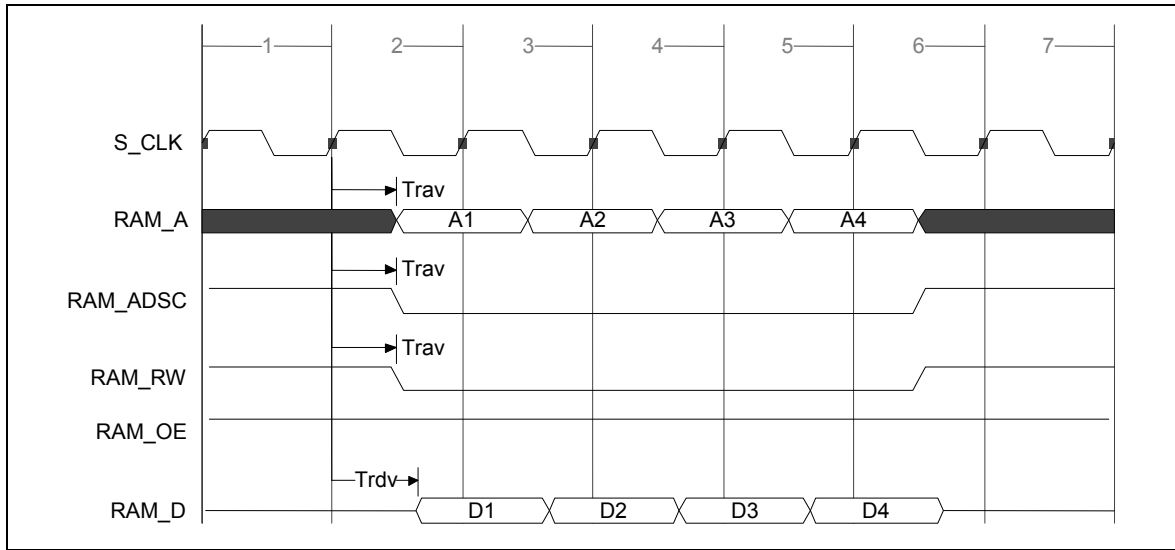 1 2 3 4 5 6 7
S_CLK
Trav
RAM_A A1 A2 A3 A4
Trav
RAM_ADSC
Trav
RAM_RW
RAM_OE
Trdv
RAM_D D1 D2 D3 D4